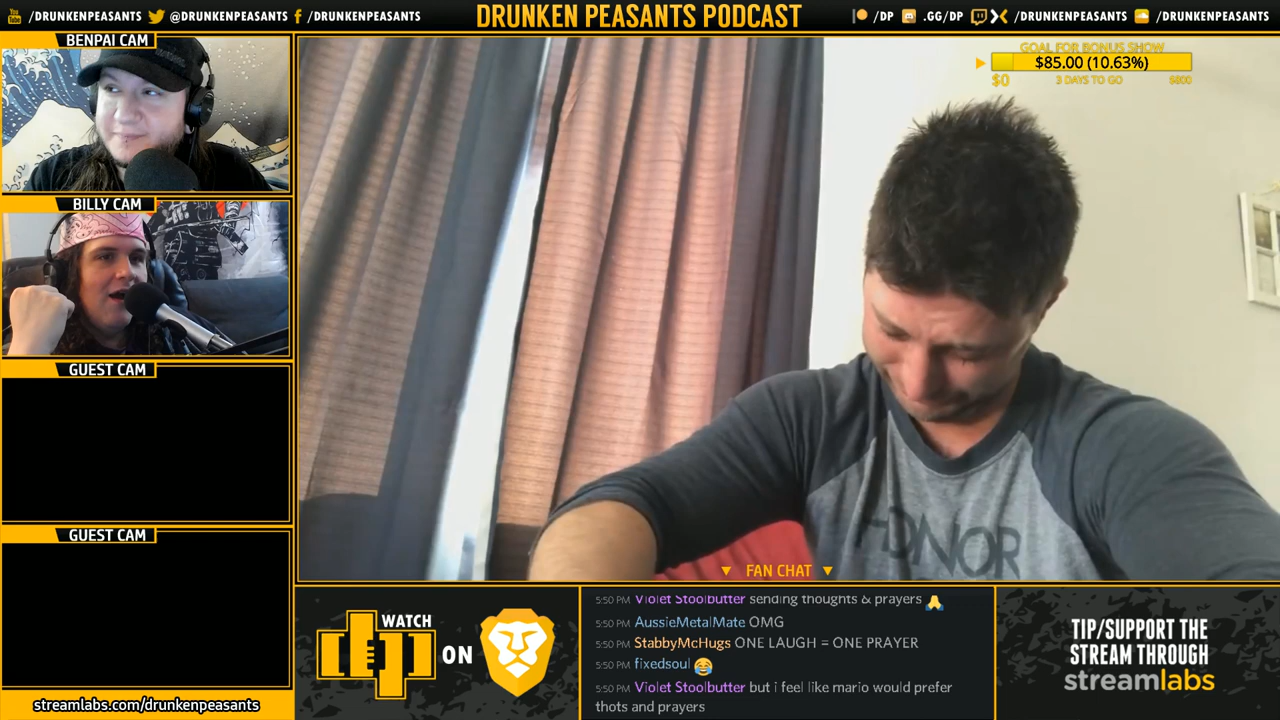 /DRUNKENPEASANTS @DRUNKENPEASANTS /DRUNKENPEASANTS
DRUNKEN PEASANTS PODCAST
/DP .GG/DP /DRUNKENPEASANTS /DRUNKENPEASANTS
BENPAI CAM
GOAL FOR BONUS SHOW
$85.00 (10.63%)
$0 3 DAYS TO GO $800
BILLY CAM
GUEST CAM
GUEST CAM
HONOR
▼ FAN CHAT ▼
5:50 PM Violet Stoolbutter sending thoughts & prayers 🙏
5:50 PM AussieMetalMate OMG
5:50 PM StabbyMcHugs ONE LAUGH = ONE PRAYER
5:50 PM fixedsoul 😂
5:50 PM Violet Stoolbutter but i feel like mario would prefer
thots and prayers
WATCH
ON
TIP/SUPPORT THE
STREAM THROUGH
streamlabs
streamlabs.com/drunkenpeasants